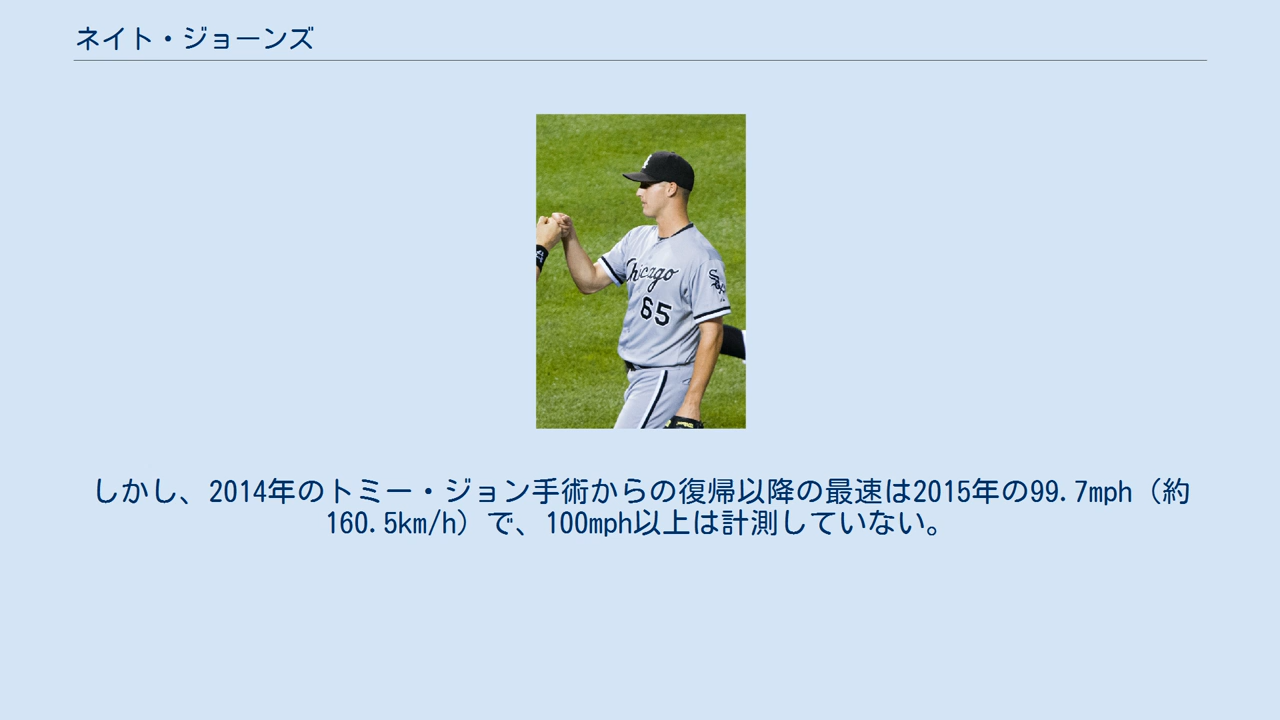 ネイト・ジョーンズ
Chicago
Sox
65
しかし、2014年のトミー・ジョン手術からの復帰以降の最速は2015年の99.7mph（約
160.5km/h）で、100mph以上は計測していない。